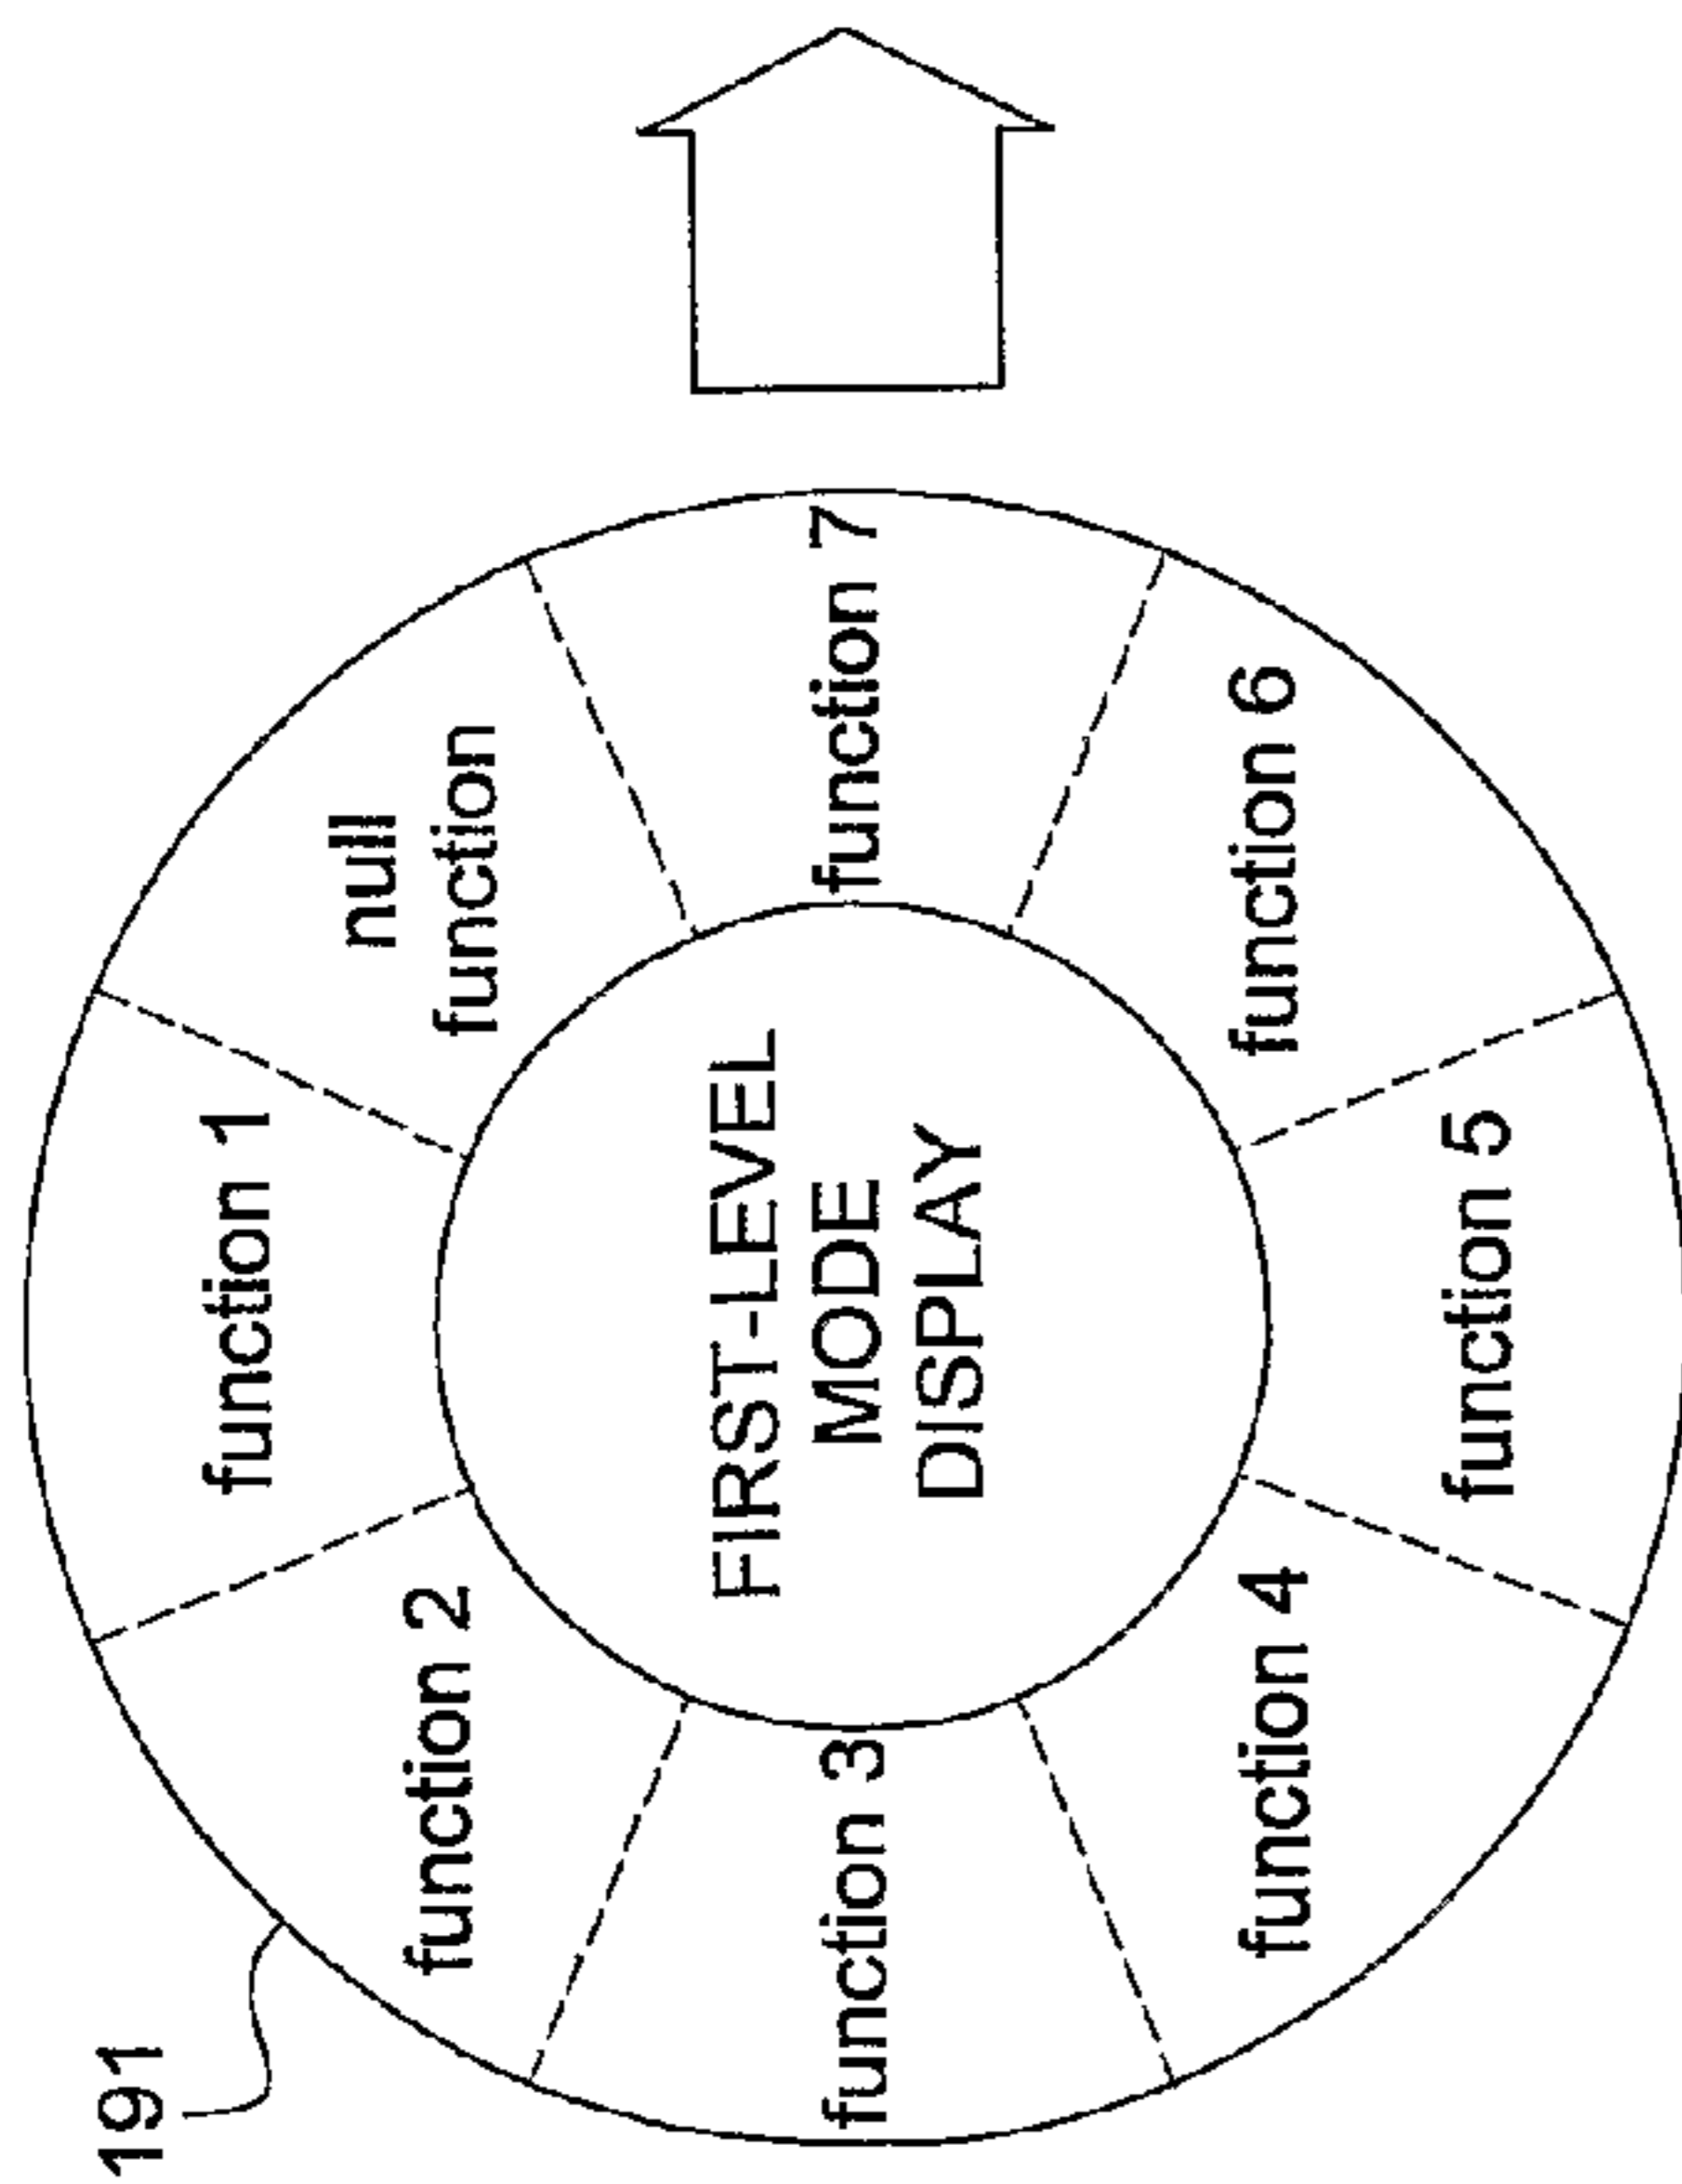 191
function 1
null
function
function 2
FIRST-LEVEL
MODE
DISPLAY
function 3
function 7
function 4
function 6
function 5